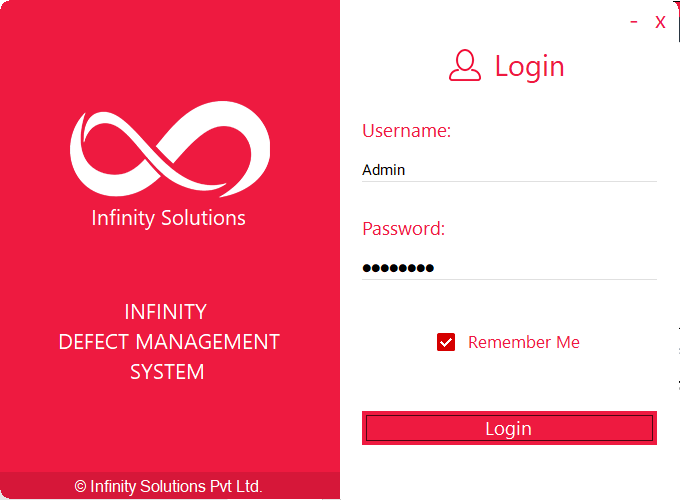 Infinity Solutions
INFINITY
DEFECT MANAGEMENT
SYSTEM
© Infinity Solutions Pvt Ltd.
- X
Login
Username:
Admin
Password:
●●●●●●●●
Remember Me
Login